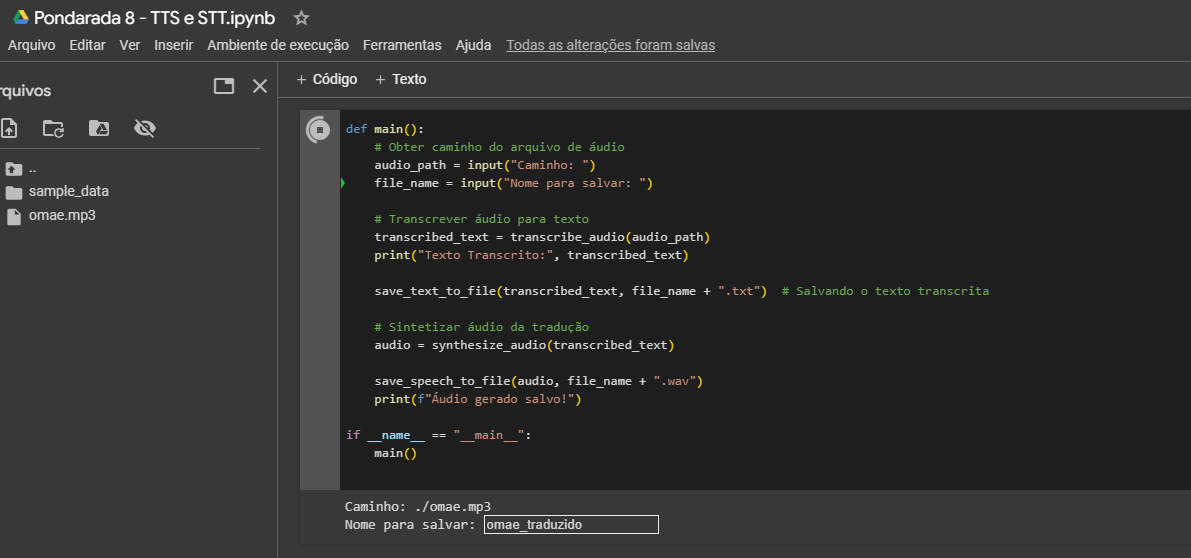 Pondarada 8 - TTS e STT.ipynb
Arquivo Editar Ver Inserir Ambiente de execução Ferramentas Ajuda Todas as alterações foram salvas
rquivos
..
sample_data
omae.mp3
+ Código + Texto
def main():
    # Obter caminho do arquivo de áudio
    audio_path = input("Caminho: ")
    file_name = input("Nome para salvar: ")
    # Transcrever áudio para texto
    transcribed_text = transcribe_audio(audio_path)
    print("Texto Transcrito:", transcribed_text)
    save_text_to_file(transcribed_text, file_name + ".txt")  # Salvando o texto transcrita
    # Sintetizar áudio da tradução
    audio = synthesize_audio(transcribed_text)
    save_speech_to_file(audio, file_name + ".wav")
    print(f"Áudio gerado salvo!")
if __name__ == "__main__":
    main()
Caminho: ./omae.mp3
Nome para salvar: omae_traduzido